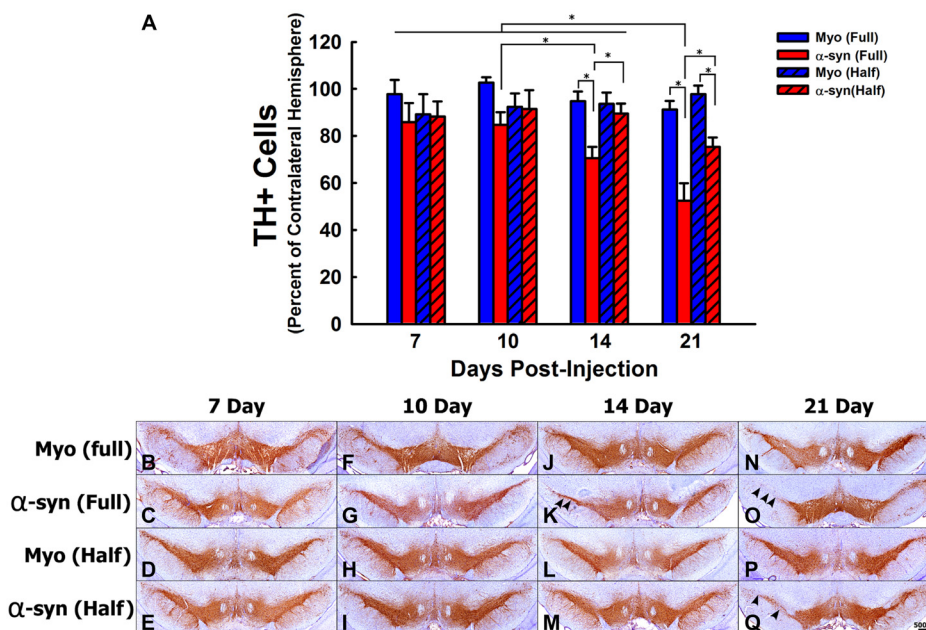 A
*
*
*
*
*
*
*
120
100
80
60
40
20
0
TH+ Cells
(Percent of Contralateral Hemisphere)
7 10 14 21
Days Post-Injection
Myo (Full)
α-syn (Full)
Myo (Half)
α-syn(Half)
7 Day 10 Day 14 Day 21 Day
Myo (full) B F J N
α-syn (Full) C G K O
Myo (Half) D H L P
α-syn (Half) E I M Q